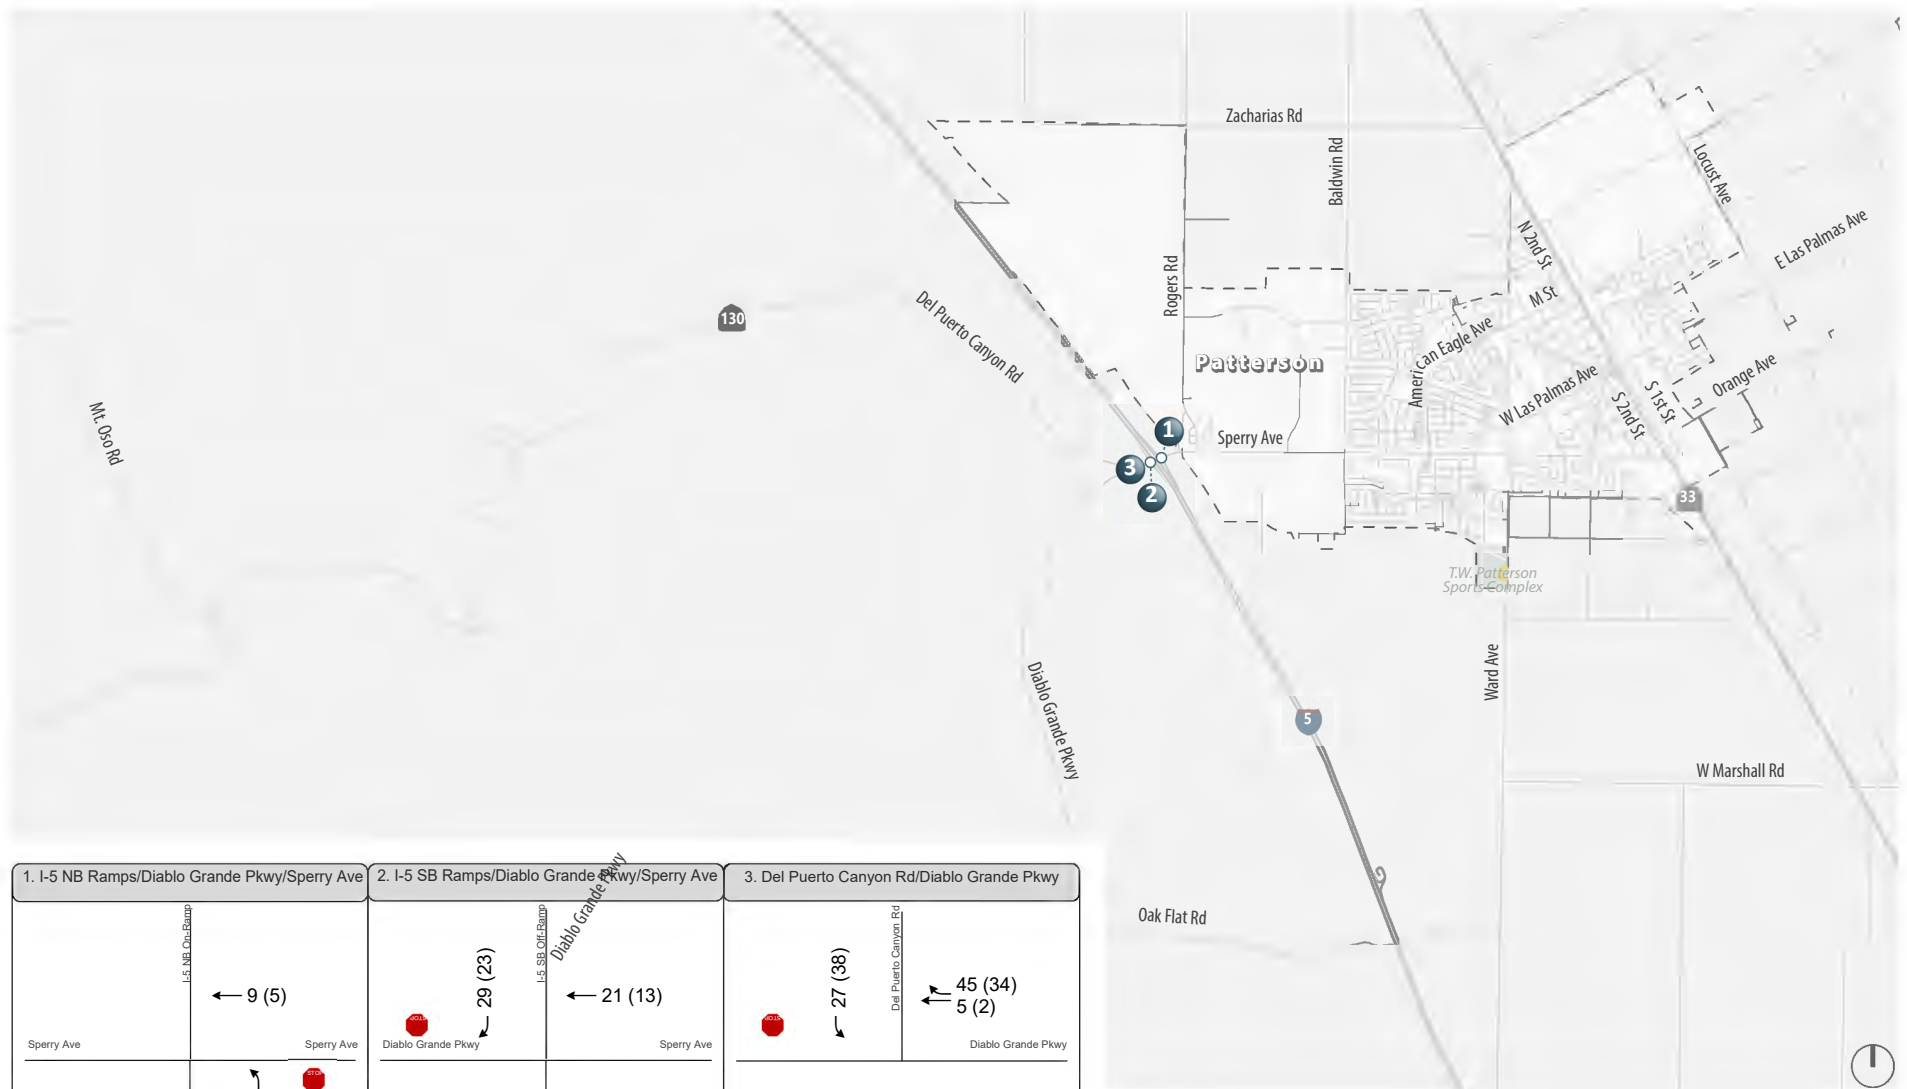 Zacharias Rd
Baldwin Rd
Locust Ave
E Las Palmas Ave
N 2nd St
M St
Rogers Rd
130
Del Puerto Canyon Rd
American Eagle Ave
Patterson
Orange Ave
W Las Palmas Ave
S 1st St
S 2nd St
Mt. Oso Rd
1
Sperry Ave
3
2
33
T.W. Patterson
Sports Complex
Ward Ave
Diablo Grande Pkwy
5
W Marshall Rd
Oak Flat Rd
Diablo Grande Pkwy
1. I-5 NB Ramps/Diablo Grande Pkwy/Sperry Ave
I-5 NB On-Ramp
9 (5)
Sperry Ave
Sperry Ave
STOP
2. I-5 SB Ramps/Diablo Grande Pkwy/Sperry Ave
I-5 SB Off-Ramp
29 (23)
21 (13)
STOP
Diablo Grande Pkwy
Sperry Ave
3. Del Puerto Canyon Rd/Diablo Grande Pkwy
Del Puerto Canyon Rd
27 (38)
45 (34)
5 (2)
STOP
Diablo Grande Pkwy